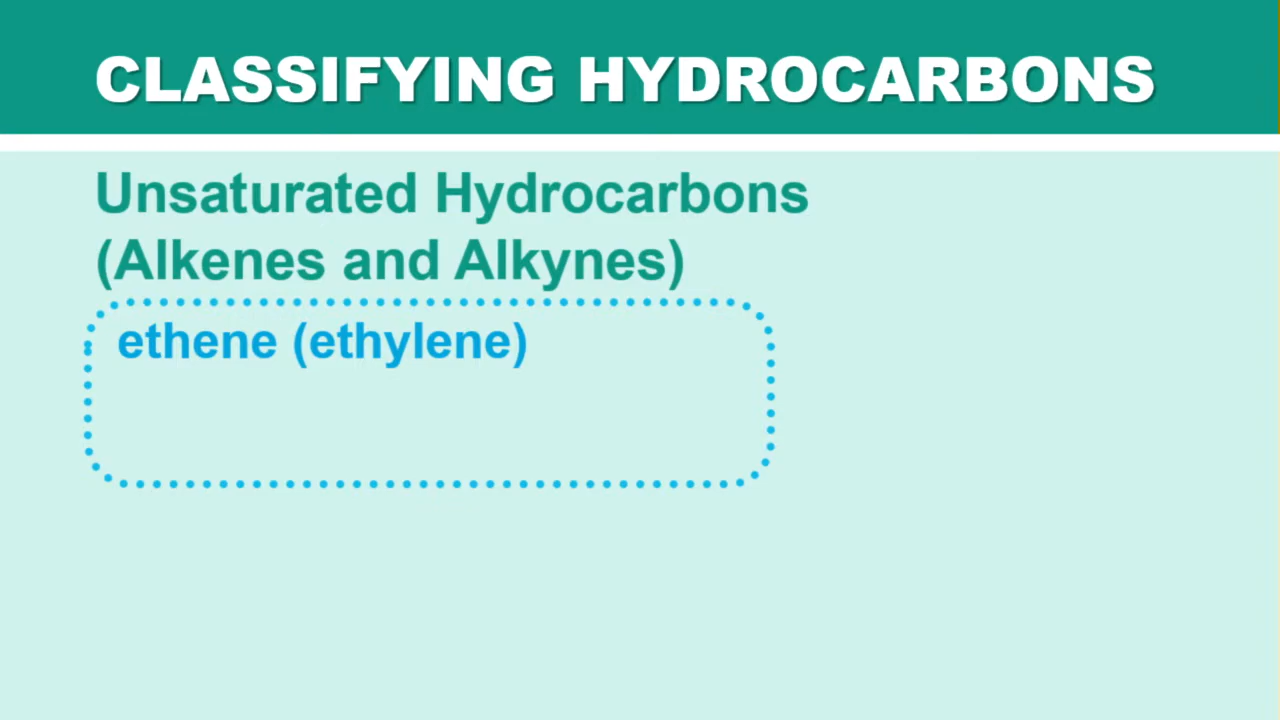 CLASSIFYING HYDROCARBONS
Unsaturated Hydrocarbons
(Alkenes and Alkynes)
ethene (ethylene)